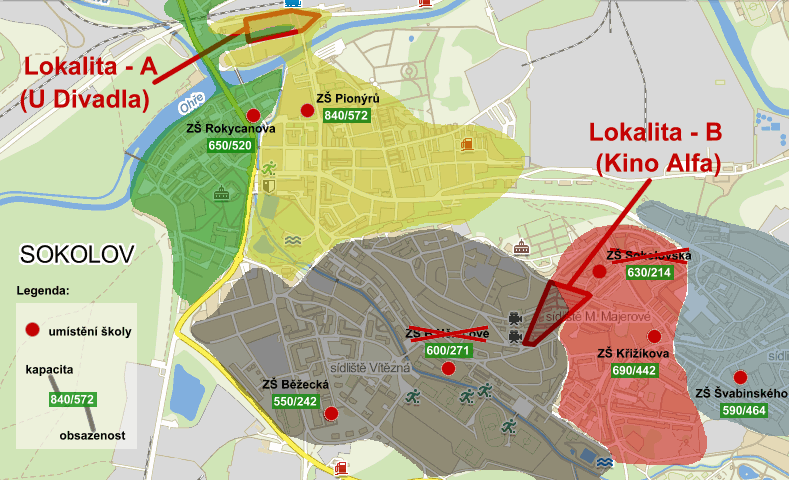 Lokalita - A
(U Divadla)
Ohře
ZŠ Pionýrů
840/572
ZŠ Rokycanova
650/520
Lokalita - B
(Kino Alfa)
SOKOLOV
ZŠ Sokolovská
630/214
Legenda:
umístění školy
kapacita
840/572
obsazenost
sídliště M. Majerové
600/271
sídliště Vítězná
ZŠ Křižíkova
690/442
ZŠ Běžecká
550/242
ZŠ Švabinského
590/464